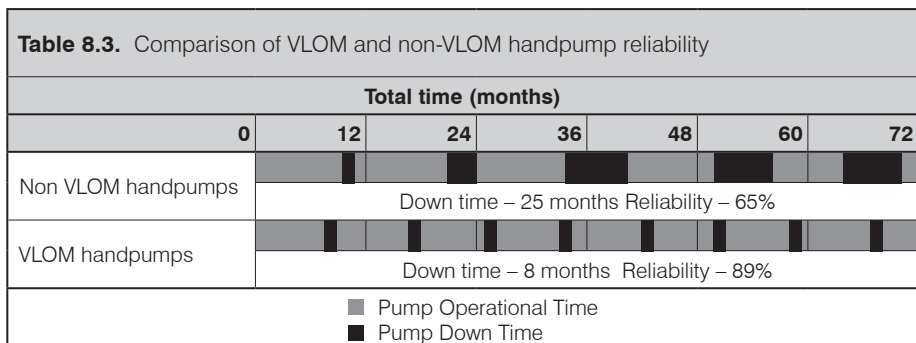 Table 8.3. Comparison of VLOM and non-VLOM handpump reliability
Total time (months)
0 12 24 36 48 60 72
Non VLOM handpumps
Down time – 25 months Reliability – 65%
VLOM handpumps
Down time – 8 months Reliability – 89%
Pump Operational Time
Pump Down Time